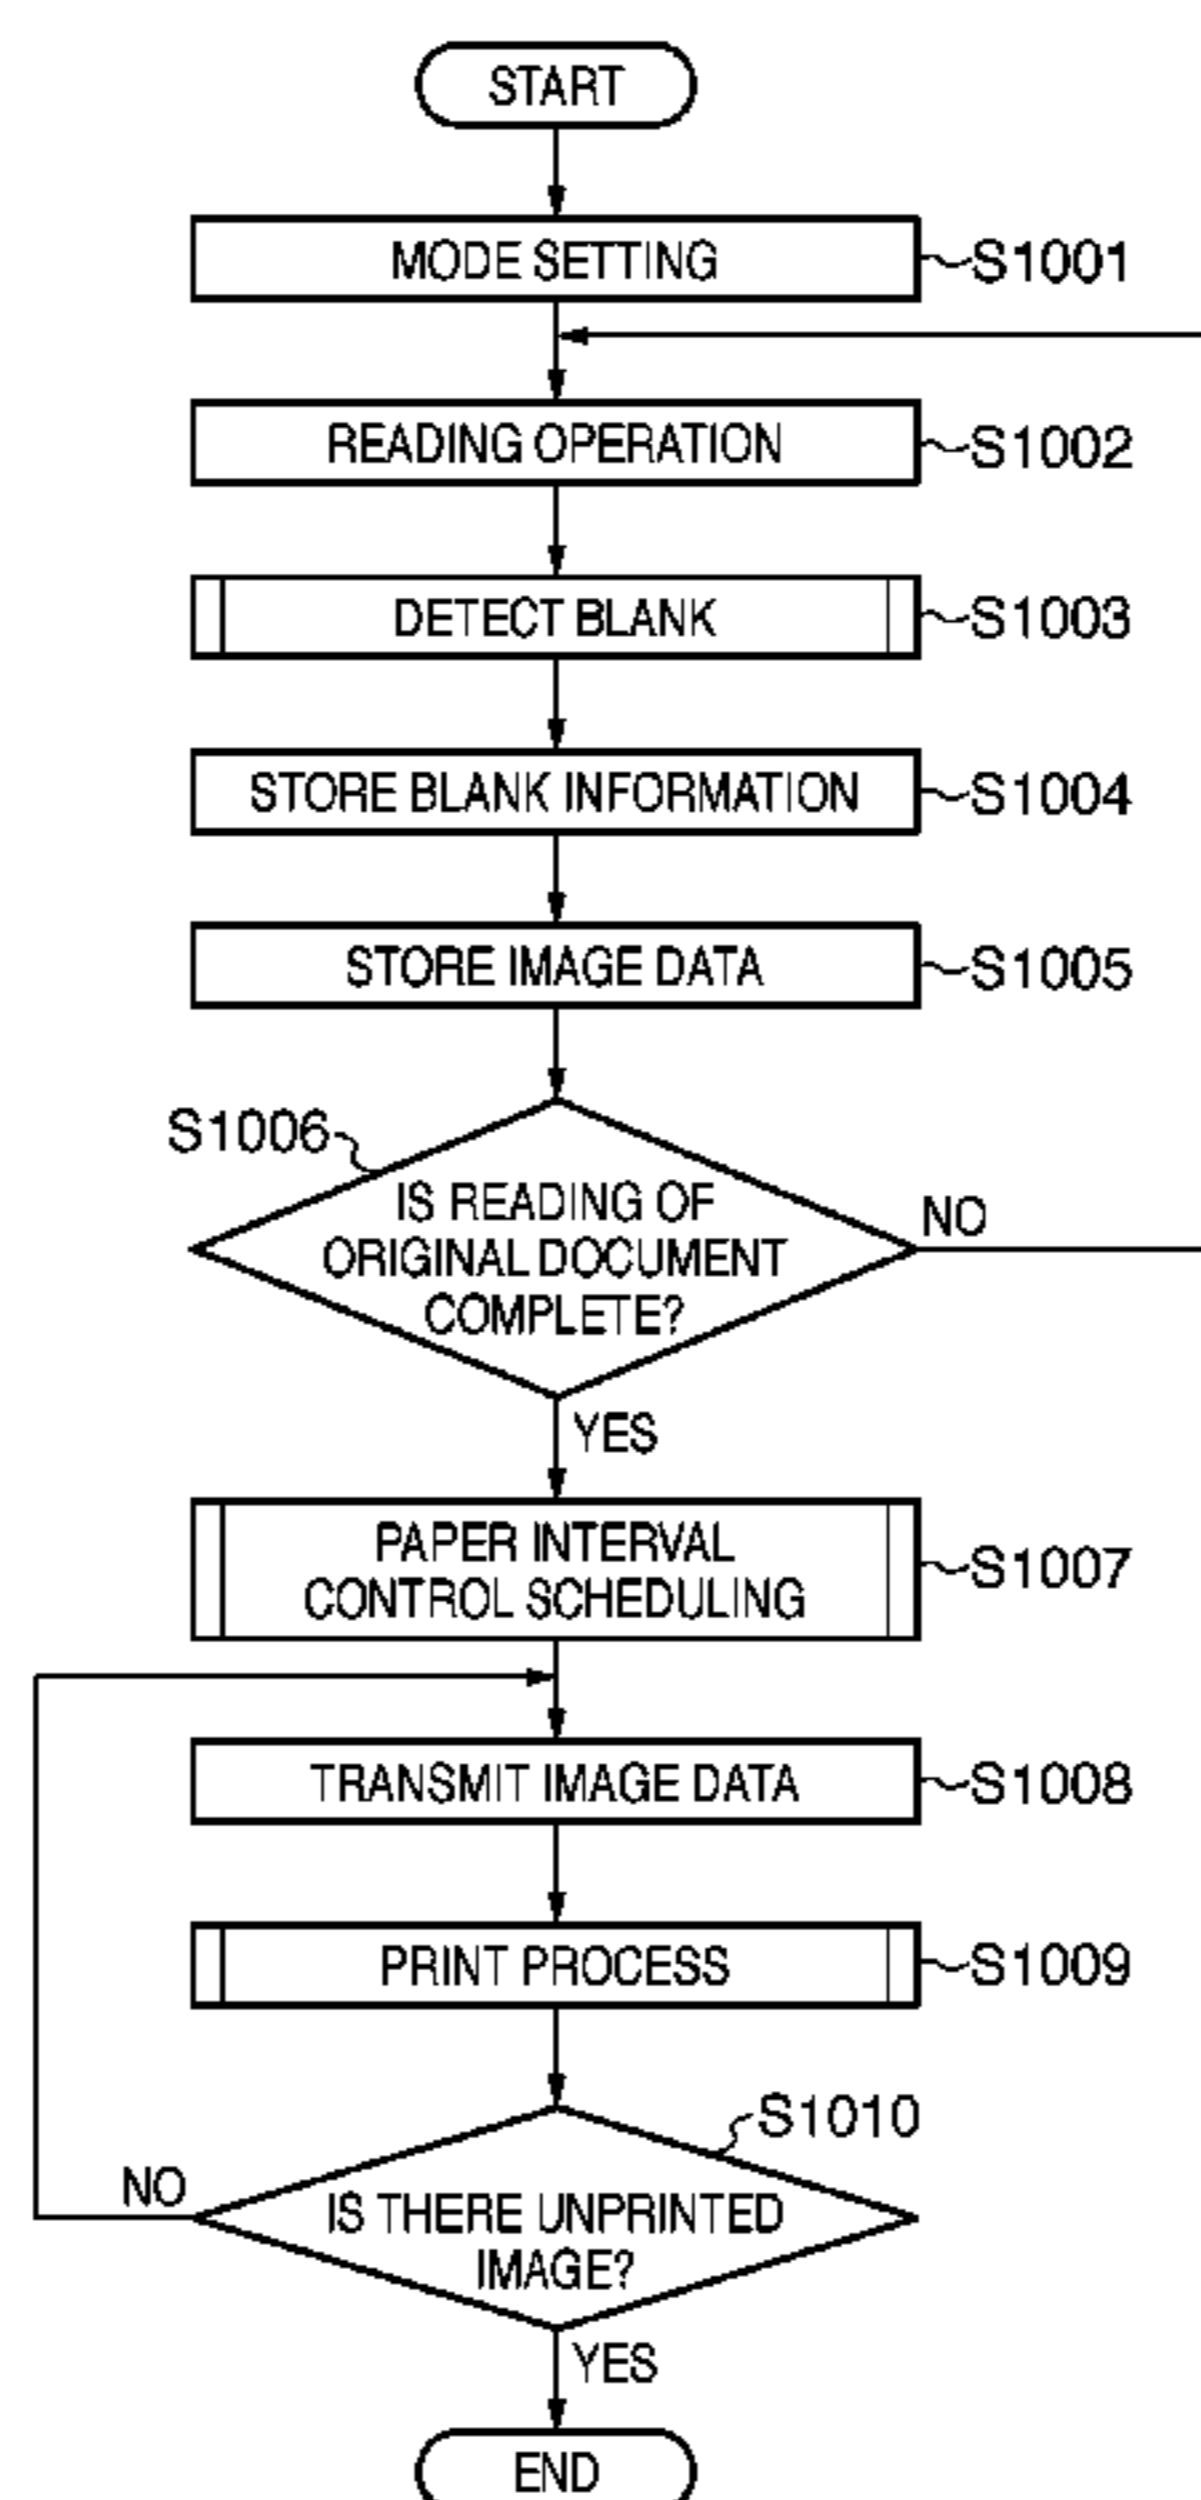 START
MODE SETTING
S1001
READING OPERATION
S1002
DETECT BLANK
S1003
STORE BLANK INFORMATION
S1004
STORE IMAGE DATA
S1005
S1006
IS READING OF
ORIGINAL DOCUMENT
COMPLETE?
NO
YES
PAPER INTERVAL
CONTROL SCHEDULING
S1007
TRANSMIT IMAGE DATA
S1008
PRINT PROCESS
S1009
S1010
NO
IS THERE UNPRINTED
IMAGE?
YES
END